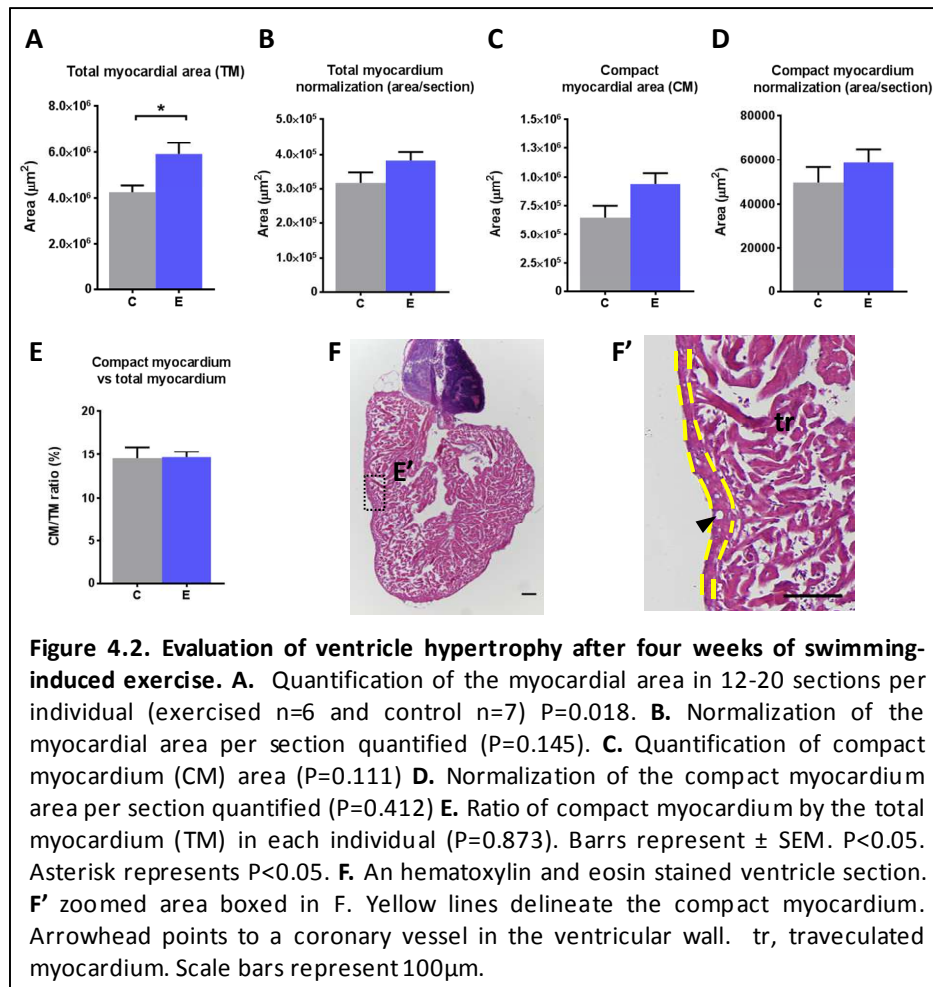 A
B
C
D
Total myocardial area (TM)
Total myocardium
normalization (area/section)
Compact
myocardial area (CM)
Compact myocardium
normalization (area/section)
Area (μm²)
8.0×10⁶
6.0×10⁶
4.0×10⁶
2.0×10⁶
0
*
C
E
Area (μm²)
5.0×10⁵
4.0×10⁵
3.0×10⁵
2.0×10⁵
1.0×10⁵
0
C
E
Area (μm²)
1.5×10⁶
1.3×10⁶
1.0×10⁶
7.5×10⁵
5.0×10⁵
2.5×10⁵
0
C
E
Area (μm²)
80000
60000
40000
20000
0
C
E
E
Compact myocardium
vs total myocardium
CM/TM ratio (%)
20
15
10
5
0
C
E
F
E'
F'
tr
Figure 4.2. Evaluation of ventricle hypertrophy after four weeks of swimming-
induced exercise. A. Quantification of the myocardial area in 12-20 sections per
individual (exercised n=6 and control n=7) P=0.018. B. Normalization of the
myocardial area per section quantified (P=0.145). C. Quantification of compact
myocardium (CM) area (P=0.111) D. Normalization of the compact myocardium
area per section quantified (P=0.412) E. Ratio of compact myocardium by the total
myocardium (TM) in each individual (P=0.873). Barrs represent ± SEM. P<0.05.
Asterisk represents P<0.05. F. An hematoxylin and eosin stained ventricle section.
F' zoomed area boxed in F. Yellow lines delineate the compact myocardium.
Arrowhead points to a coronary vessel in the ventricular wall. tr, traveculated
myocardium. Scale bars represent 100μm.